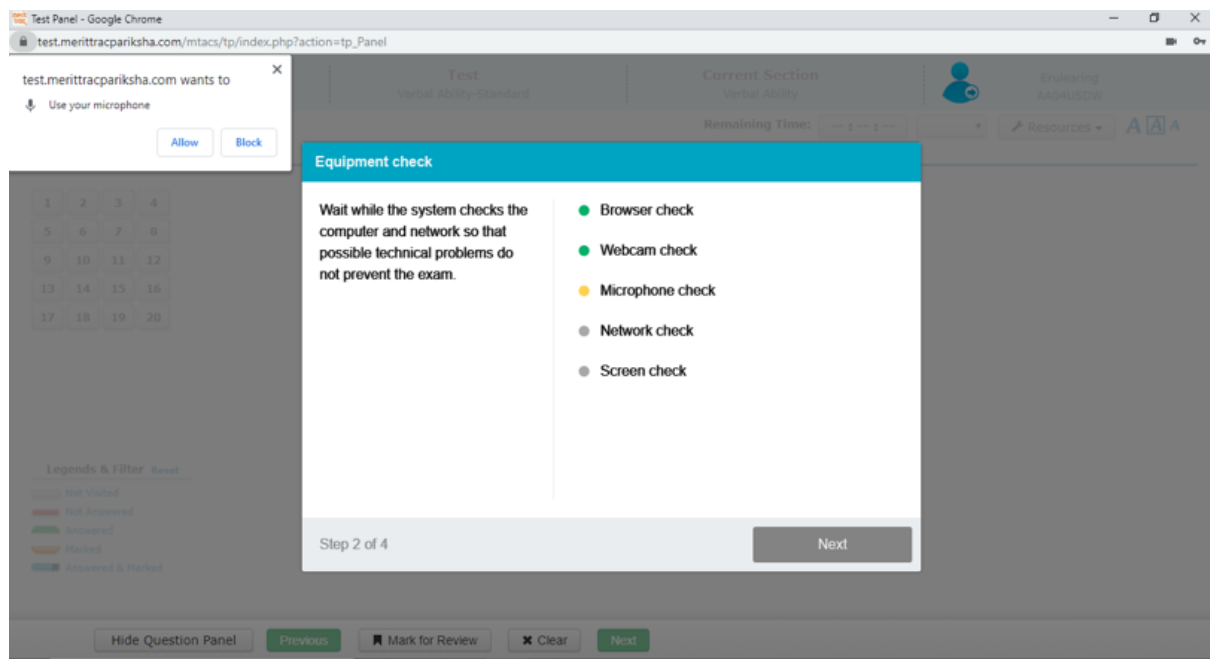 Test Panel - Google Chrome
test.merittracpariksha.com/mtacs/tp/index.php?action=tp_Panel
test.merittracpariksha.com wants to
Use your microphone
Allow Block
Test
Verbal Ability-Standard
Current Section
Verbal Ability
Remaining Time: -- : -- : --
Resources
A A A
Equipment check
Wait while the system checks the
computer and network so that
possible technical problems do
not prevent the exam.
Browser check
Webcam check
Microphone check
Network check
Screen check
Step 2 of 4
Next
1 2 3 4
5 6 7 8
9 10 11 12
13 14 15 16
17 18 19 20
Legends & Filter Reset
Not Visited
Not Answered
Answered
Marked
Answered & Marked
Hide Question Panel Previous Mark for Review Clear Next